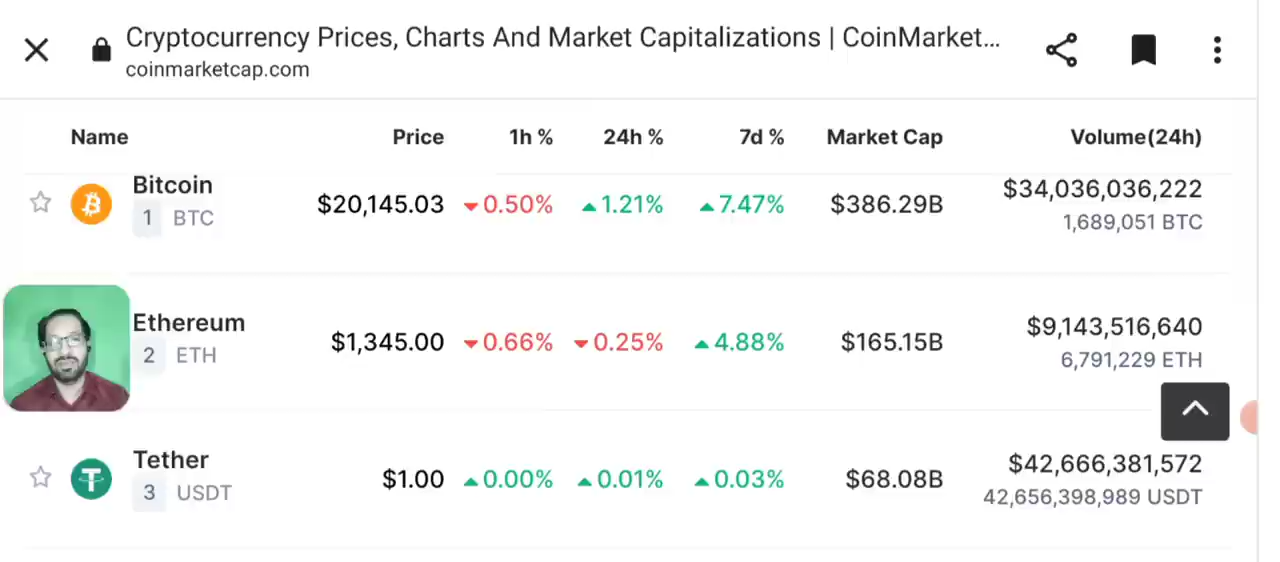 Cryptocurrency Prices, Charts And Market Capitalizations | CoinMarket...
coinmarketcap.com
Name Price 1h % 24h % 7d % Market Cap Volume(24h)
Bitcoin
1 BTC
$20,145.03 0.50% 1.21% 7.47% $386.29B
$34,036,036,222
1,689,051 BTC
Ethereum
2 ETH
$1,345.00 0.66% 0.25% 4.88% $165.15B
$9,143,516,640
6,791,229 ETH
Tether
3 USDT
$1.00 0.00% 0.01% 0.03% $68.08B
$42,666,381,572
42,656,398,989 USDT